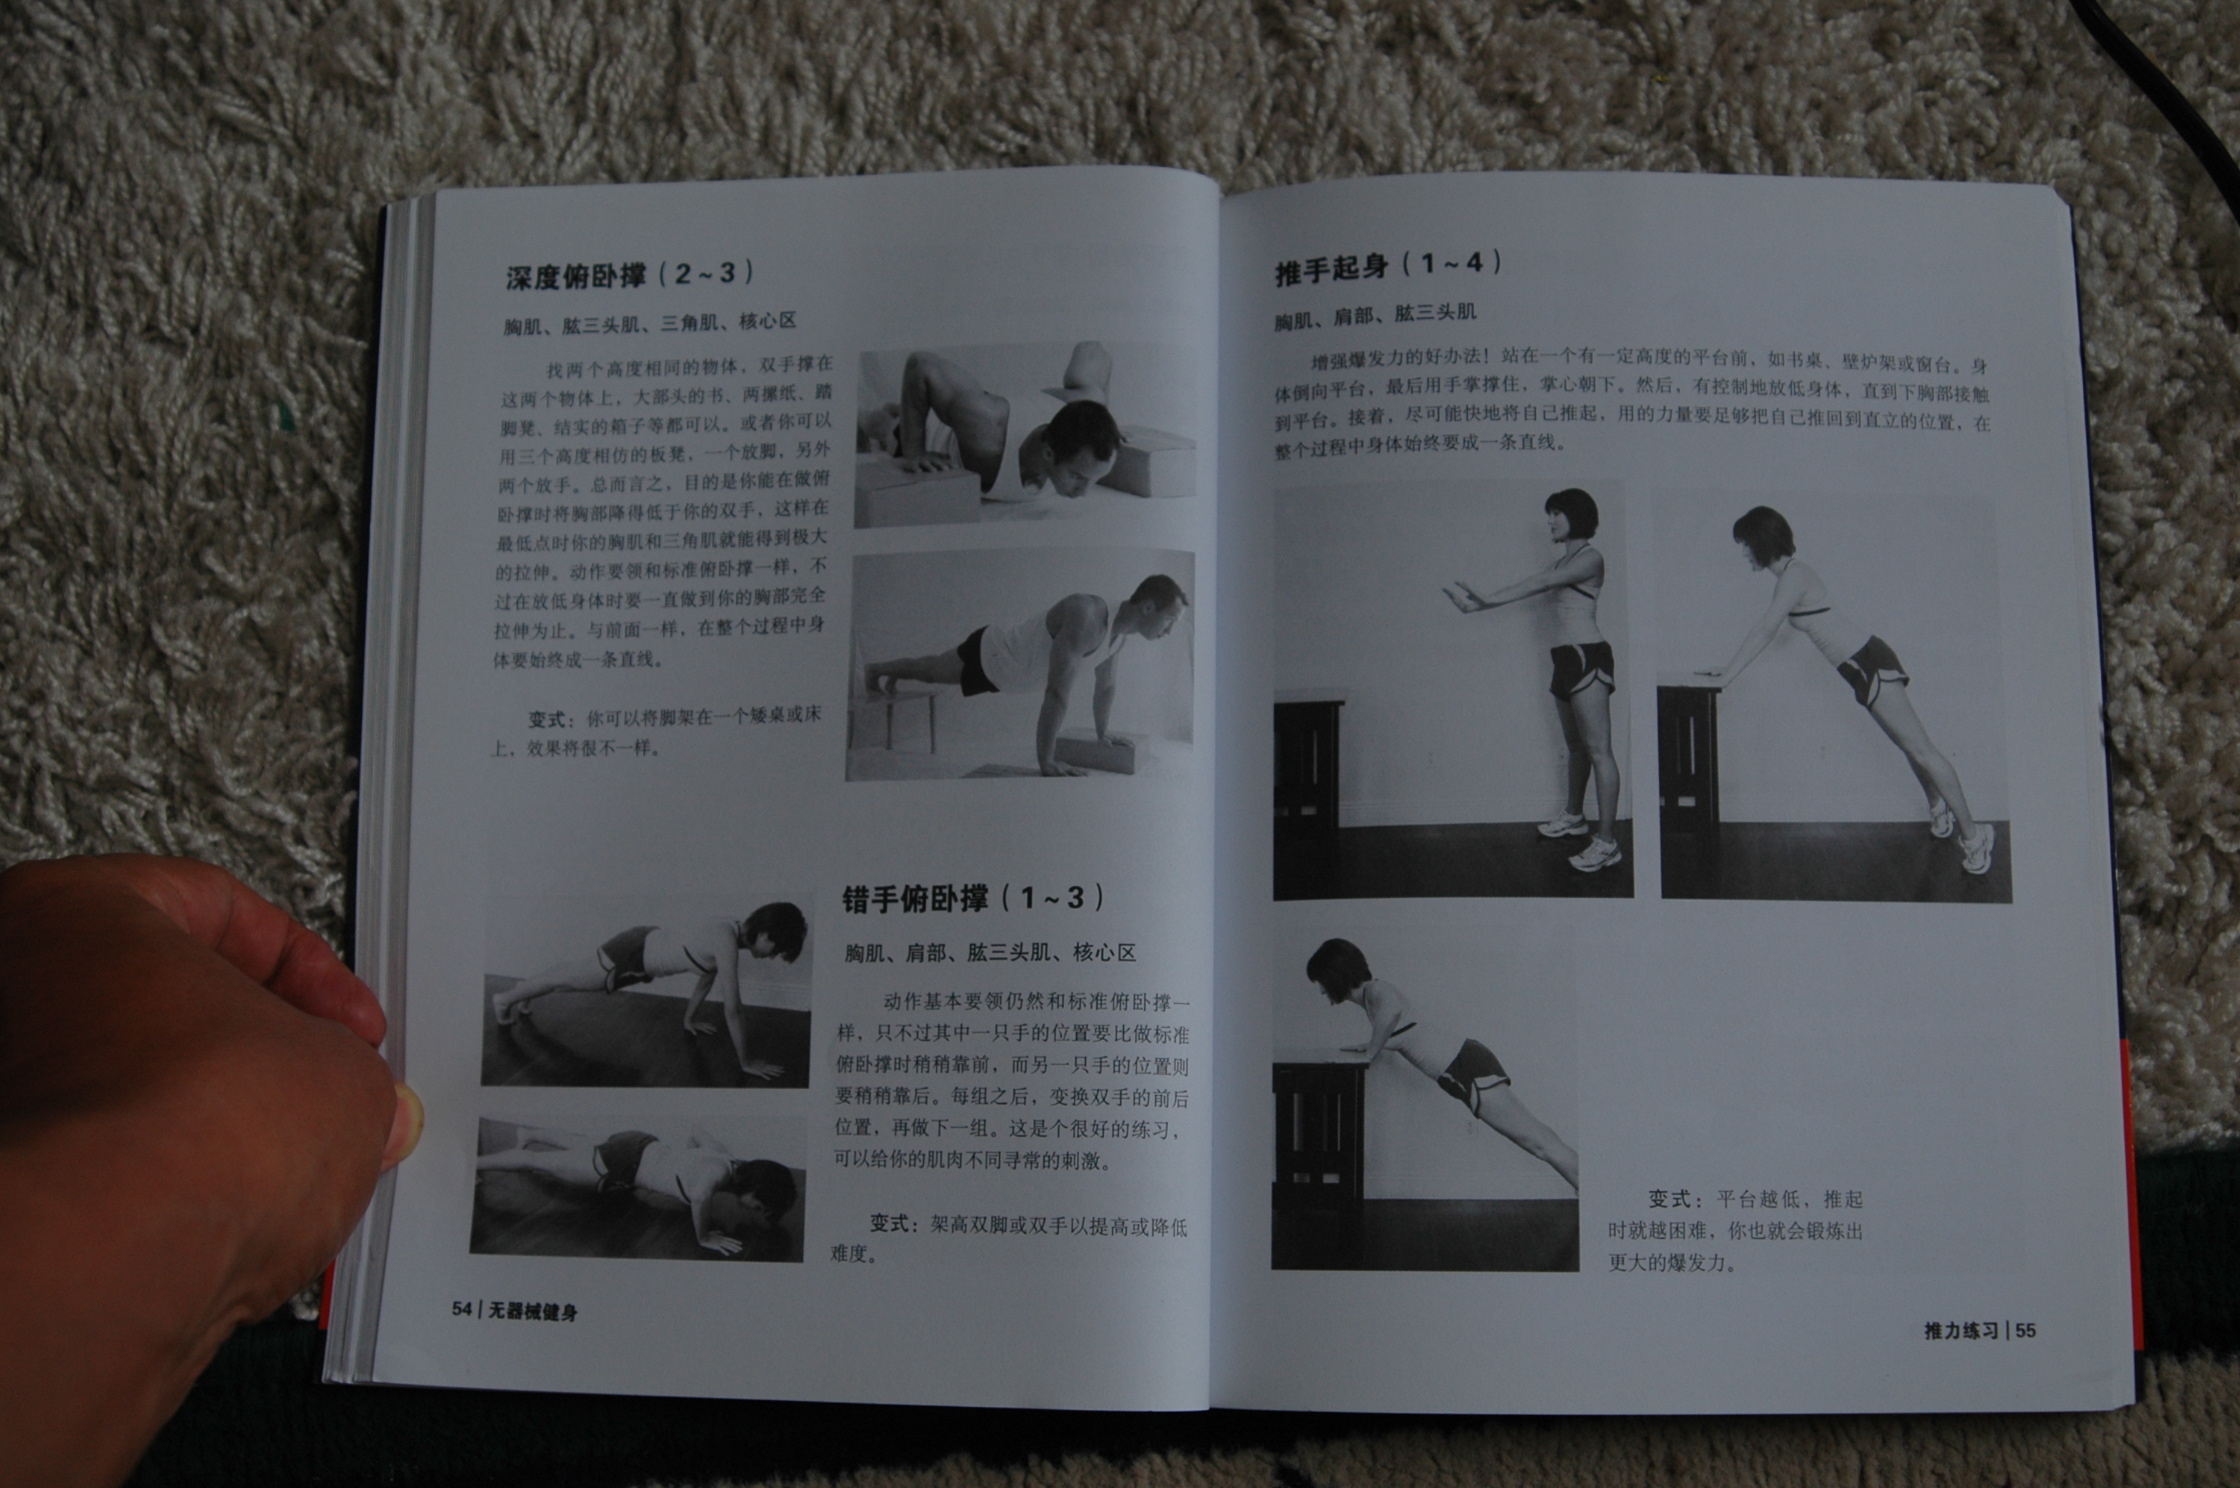 深度俯卧撑（2~3）
胸肌、肱三头肌、三角肌、核心区
找两个高度相同的物体，双手撑在
这两个物体上，大部头的书、两摞纸、踏
脚凳、结实的箱子等都可以。或者你可以
用三个高度相仿的板凳，一个放脚，另外
两个放手。总而言之，目的是你能在做俯
卧撑时将胸部降得低于你的双手，这样在
最低点时你的胸肌和三角肌就能得到极大
的拉伸。动作要领和标准俯卧撑一样，不
过在放低身体时要一直做到你的胸部完全
拉伸为止。与前面一样，在整个过程中身
体要始终成一条直线。
变式：你可以将脚架在一个矮桌或床
上，效果将很不一样。
错手俯卧撑（1~3）
胸肌、肩部、肱三头肌、核心区
动作基本要领仍然和标准俯卧撑一
样，只不过其中一只手的位置要比做标准
俯卧撑时稍稍靠前，而另一只手的位置则
要稍稍靠后。每组之后，变换双手的前后
位置，再做下一组。这是个很好的练习，
可以给你的肌肉不同寻常的刺激。
变式：架高双脚或双手以提高或降低
难度。
54|无器械健身
推手起身（1~4）
胸肌、肩部、肱三头肌
增强爆发力的好办法！站在一个有一定高度的平台前，如书桌、壁炉架或窗台。身
体倒向平台，最后用手掌撑住，掌心朝下。然后，有控制地放低身体，直到下胸部接触
到平台。接着，尽可能快地将自己推起，用的力量要足够把自己推回到直立的位置，在
整个过程中身体始终要成一条直线。
变式：平台越低，推起
时就越困难，你也就会锻炼出
更大的爆发力。
推力练习|55